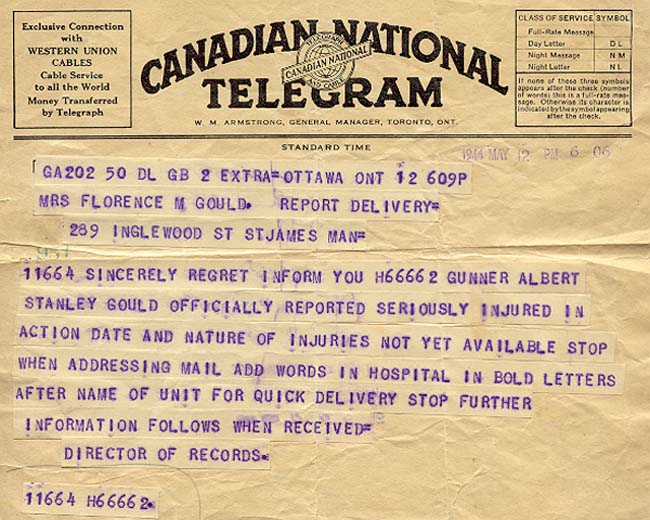 Exclusive Connection
with
WESTERN UNION
CABLES
Cable Service
to all the World
Money Transferred
by Telegraph
CANADIAN NATIONAL
TELEGRAM
TELEGRAPH
CANADIAN NATIONAL
AND CABLE
W. M. ARMSTRONG, GENERAL MANAGER, TORONTO, ONT.
CLASS OF SERVICE SYMBOL
Full-Rate Message
Day Letter D L
Night Message N M
Night Letter N L
If none of these three symbols
appears after the check (number
of words) this is a full-rate mes-
sage. Otherwise its character is
indicated by the symbol appearing
after the check.
STANDARD TIME
MAY 12 PM 6 06
GA202 50 DL GB 2 EXTRA=OTTAWA ONT 12 609P
MRS FLORENCE M GOULD. REPORT DELIVERY=
289 INGLEWOOD ST STJAMES MAN=
11664 SINCERELY REGRET INFORM YOU H66662 GUNNER ALBERT
STANLEY GOULD OFFICIALLY REPORTED SERIOUSLY INJURED IN
ACTION DATE AND NATURE OF INJURIES NOT YET AVAILABLE STOP
WHEN ADDRESSING MAIL ADD WORDS IN HOSPITAL IN BOLD LETTERS
AFTER NAME OF UNIT FOR QUICK DELIVERY STOP FURTHER
INFORMATION FOLLOWS WHEN RECEIVED=
DIRECTOR OF RECORDS.
11664 H66662.